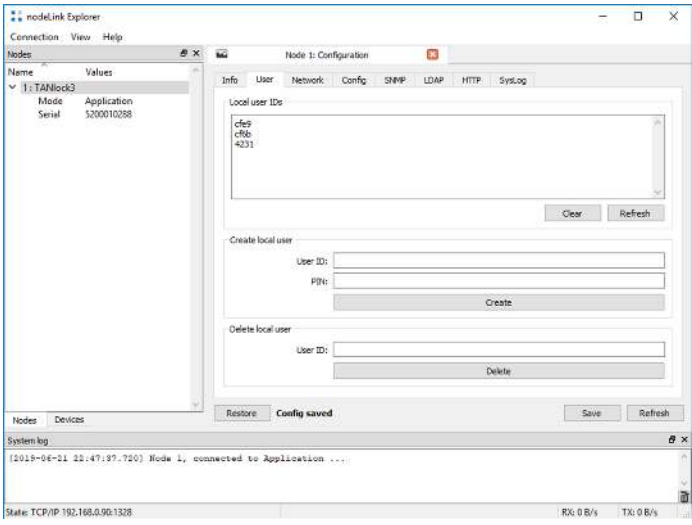 nodeLink Explorer
Connection View Help
Nodes
Name Values
1 : TANlock3
Mode Application
Serial 5200010288
Nodes Devices
Node 1: Configuration
Info User Network Config SNMP LDAP HTTP SysLog
Local user IDs
cfe9
cf6b
4231
Clear Refresh
Create local user
User ID:
PIN:
Create
Delete local user
User ID:
Delete
Restore Config saved Save Refresh
System log
[2019-06-21 22:47:37.720] Node 1, connected to Application ...
State: TCP/IP 192.168.0.90:1328 RX: 0 B/s TX: 0 B/s